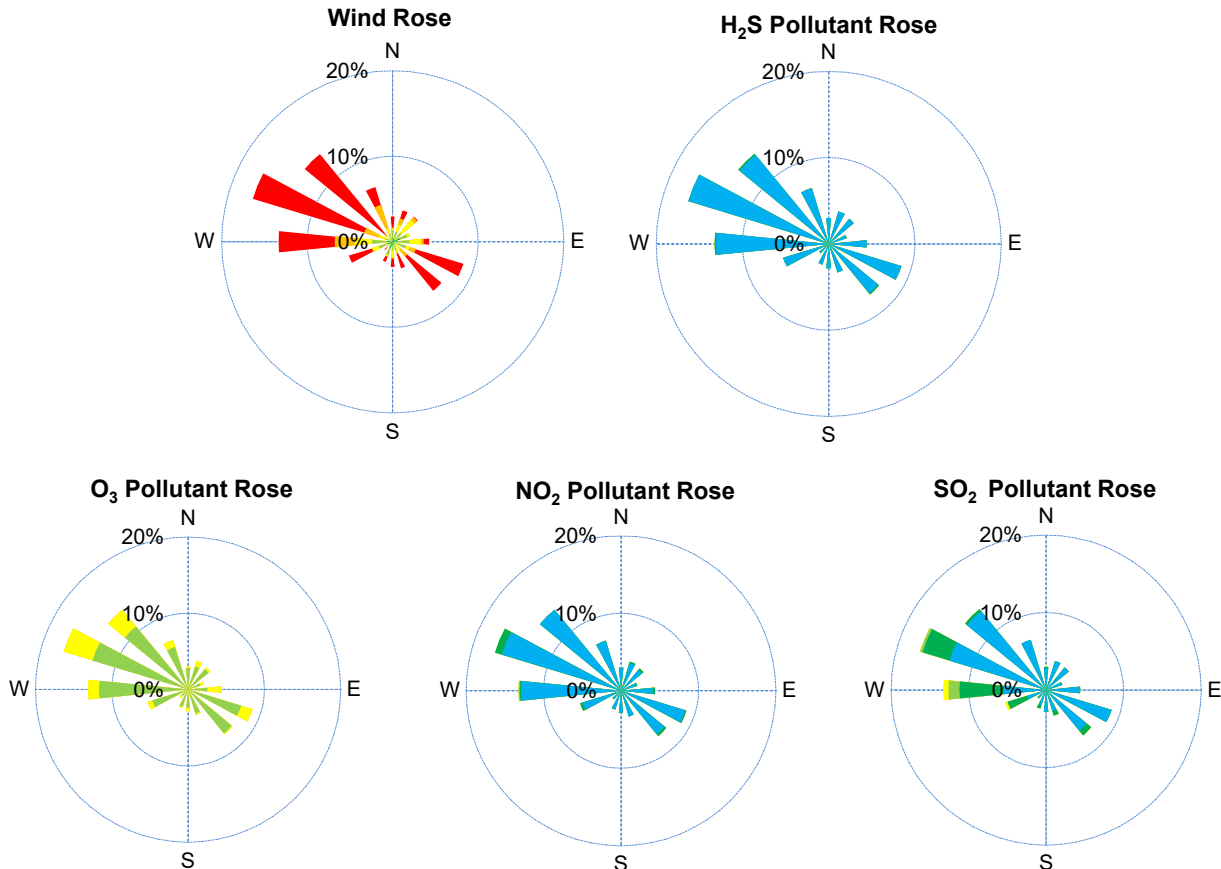 Wind Rose
N
20%
10%
0%
W
E
S
H₂S Pollutant Rose
N
20%
10%
0%
W
E
S
O₃ Pollutant Rose
N
20%
10%
0%
W
E
S
NO₂ Pollutant Rose
N
20%
10%
0%
W
E
S
SO₂ Pollutant Rose
N
20%
10%
0%
W
E
S